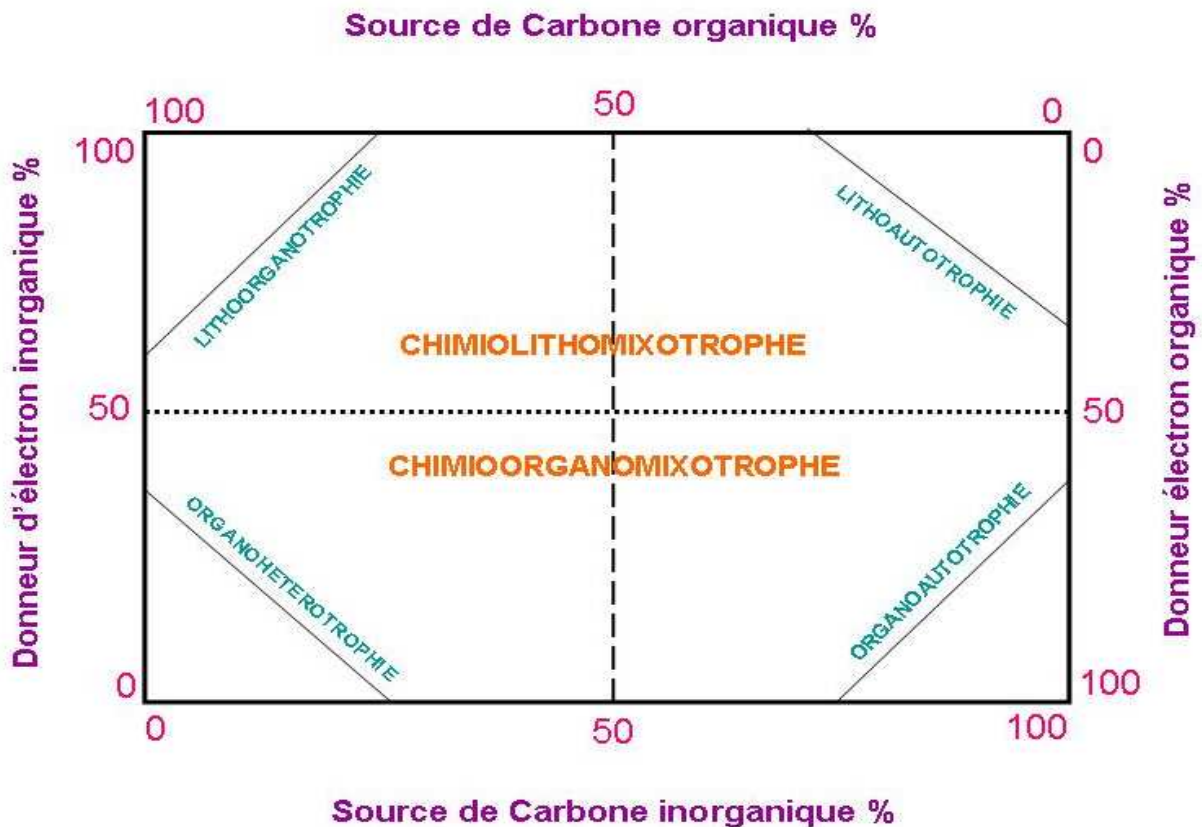 Source de Carbone organique %
100 50 0
100 0
Donneur d'électron inorganique %
Donneur électron organique %
LITHOORGANOTROPHIE
LITHOAUTOTROPHIE
CHIMIOLITHOMIXOTROPHE
50 50
CHIMIOORGANOMIXOTROPHE
ORGANOHETEROTROPHIE
ORGANOAUTOTROPHIE
0 100
0 50 100
Source de Carbone inorganique %